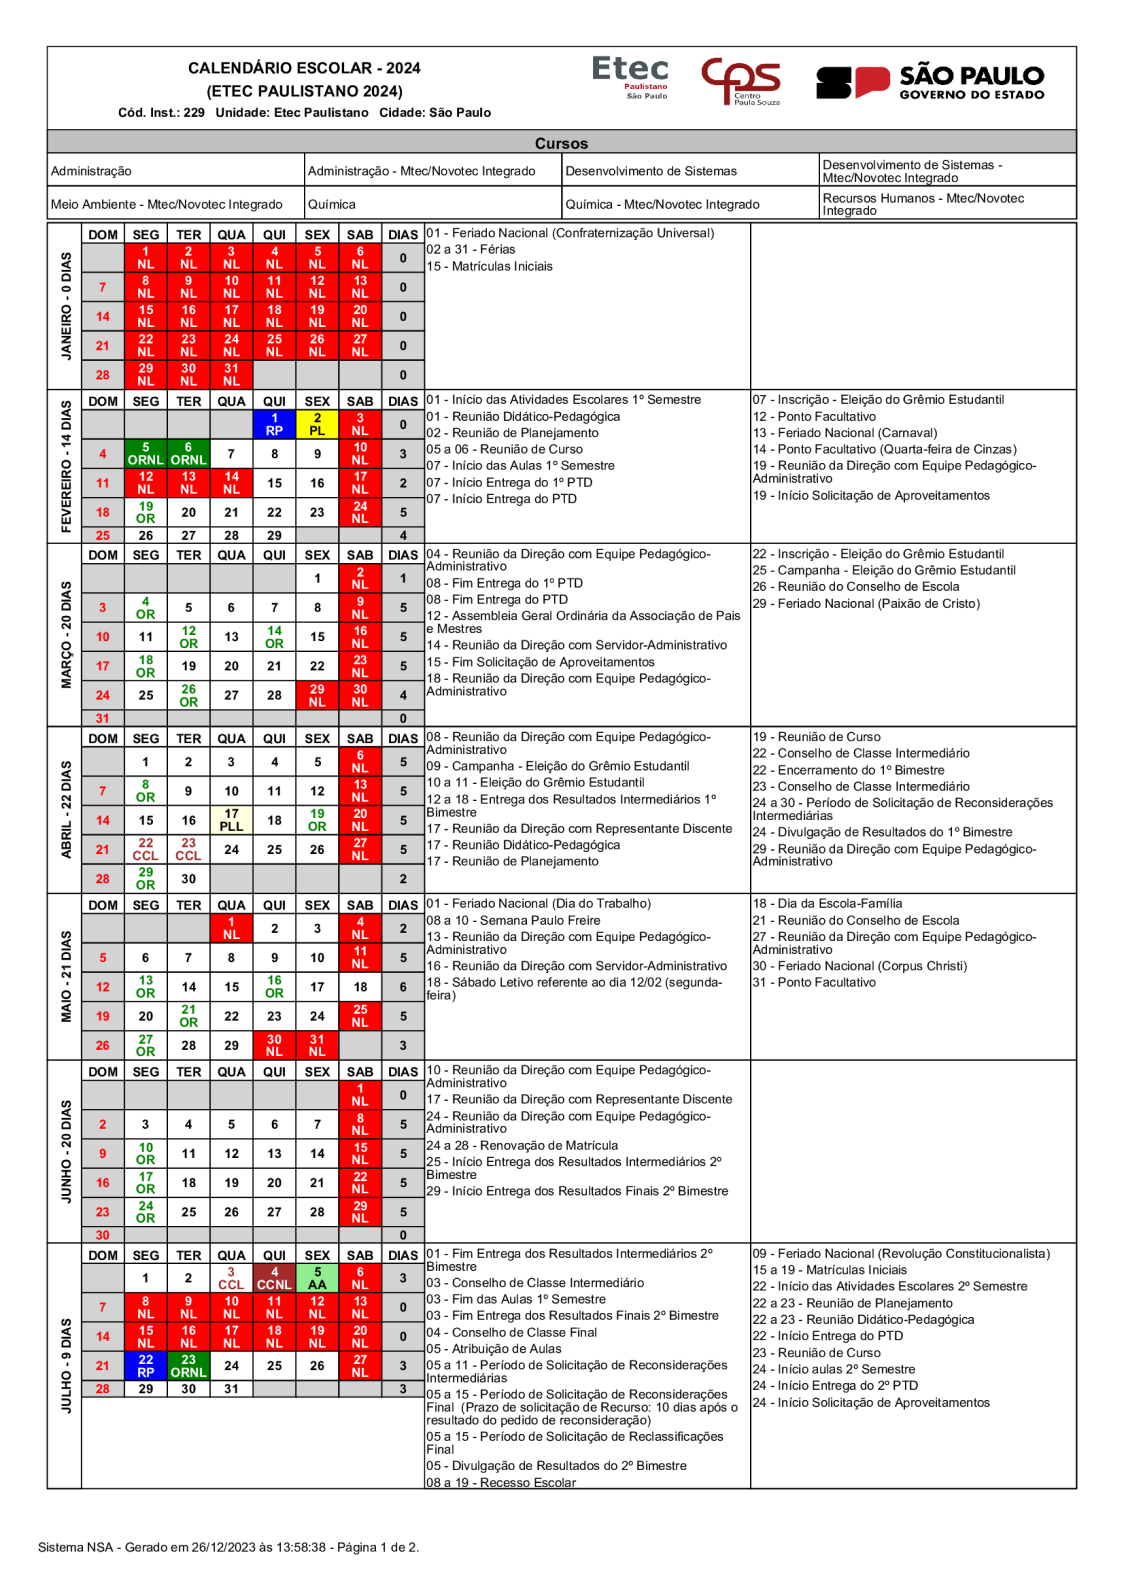 CALENDÁRIO ESCOLAR - 2024
(ETEC PAULISTANO 2024)
Cód. Inst.: 229 Unidade: Etec Paulistano Cidade: São Paulo
Etec
Paulistano
São Paulo
CPS
Centro
Paula Souza
SP
SÃO PAULO
GOVERNO DO ESTADO
Cursos
Administração
Administração - Mtec/Novotec Integrado
Desenvolvimento de Sistemas
Desenvolvimento de Sistemas -
Mtec/Novotec Integrado
Meio Ambiente - Mtec/Novotec Integrado
Química
Química - Mtec/Novotec Integrado
Recursos Humanos - Mtec/Novotec
Integrado
JANEIRO - 0 DIAS
DOM SEG TER QUA QUI SEX SAB DIAS
1 2 3 4 5 6
NL NL NL NL NL NL 0
7 8 9 10 11 12 13
NL NL NL NL NL NL 0
14 15 16 17 18 19 20
NL NL NL NL NL NL 0
21 22 23 24 25 26 27
NL NL NL NL NL NL 0
28 29 30 31
NL NL NL 0
01 - Feriado Nacional (Confraternização Universal)
02 a 31 - Férias
15 - Matrículas Iniciais
FEVEREIRO - 14 DIAS
DOM SEG TER QUA QUI SEX SAB DIAS
1 2 3
RP PL NL 0
4 5 6 7 8 9 10 3
ORNL ORNL NL
11 12 13 14 15 16 17 2
NL NL NL NL
18 19 20 21 22 23 24 5
OR NL
25 26 27 28 29 4
01 - Início das Atividades Escolares 1º Semestre
01 - Reunião Didático-Pedagógica
02 - Reunião de Planejamento
05 a 06 - Reunião de Curso
07 - Início das Aulas 1º Semestre
07 - Início Entrega do 1º PTD
07 - Início Entrega do PTD
07 - Inscrição - Eleição do Grêmio Estudantil
12 - Ponto Facultativo
13 - Feriado Nacional (Carnaval)
14 - Ponto Facultativo (Quarta-feira de Cinzas)
19 - Reunião da Direção com Equipe Pedagógico-
Administrativo
19 - Início Solicitação de Aproveitamentos
MARÇO - 20 DIAS
DOM SEG TER QUA QUI SEX SAB DIAS
1 2 1
NL
3 4 5 6 7 8 9 5
OR NL
10 11 12 13 14 15 16 5
OR OR NL
17 18 19 20 21 22 23 5
OR NL
24 25 26 27 28 29 30 4
OR NL NL
31 0
04 - Reunião da Direção com Equipe Pedagógico-
Administrativo
08 - Fim Entrega do 1º PTD
08 - Fim Entrega do PTD
12 - Assembleia Geral Ordinária da Associação de Pais
e Mestres
14 - Reunião da Direção com Servidor-Administrativo
15 - Fim Solicitação de Aproveitamentos
18 - Reunião da Direção com Equipe Pedagógico-
Administrativo
22 - Inscrição - Eleição do Grêmio Estudantil
25 - Campanha - Eleição do Grêmio Estudantil
26 - Reunião do Conselho de Escola
29 - Feriado Nacional (Paixão de Cristo)
ABRIL - 22 DIAS
DOM SEG TER QUA QUI SEX SAB DIAS
1 2 3 4 5 6 5
NL
7 8 9 10 11 12 13 5
OR NL
14 15 16 17 18 19 20 5
PLL OR NL
21 22 23 24 25 26 27 5
CCL CCL NL
28 29 30 2
OR
08 - Reunião da Direção com Equipe Pedagógico-
Administrativo
09 - Campanha - Eleição do Grêmio Estudantil
10 a 11 - Eleição do Grêmio Estudantil
12 a 18 - Entrega dos Resultados Intermediários 1º
Bimestre
17 - Reunião da Direção com Representante Discente
17 - Reunião Didático-Pedagógica
17 - Reunião de Planejamento
19 - Reunião de Curso
22 - Conselho de Classe Intermediário
22 - Encerramento do 1º Bimestre
23 - Conselho de Classe Intermediário
24 a 30 - Período de Solicitação de Reconsiderações
Intermediárias
24 - Divulgação de Resultados do 1º Bimestre
29 - Reunião da Direção com Equipe Pedagógico-
Administrativo
MAIO - 21 DIAS
DOM SEG TER QUA QUI SEX SAB DIAS
1 2 3 4 2
NL NL
5 6 7 8 9 10 11 5
NL
12 13 14 15 16 17 18 6
OR OR
19 20 21 22 23 24 25 5
OR NL
26 27 28 29 30 31 3
OR NL NL
01 - Feriado Nacional (Dia do Trabalho)
08 a 10 - Semana Paulo Freire
13 - Reunião da Direção com Equipe Pedagógico-
Administrativo
16 - Reunião da Direção com Servidor-Administrativo
18 - Sábado Letivo referente ao dia 12/02 (segunda-
feira)
18 - Dia da Escola-Família
21 - Reunião do Conselho de Escola
27 - Reunião da Direção com Equipe Pedagógico-
Administrativo
30 - Feriado Nacional (Corpus Christi)
31 - Ponto Facultativo
JUNHO - 20 DIAS
DOM SEG TER QUA QUI SEX SAB DIAS
1 0
NL
2 3 4 5 6 7 8 5
NL
9 10 11 12 13 14 15 5
OR NL
16 17 18 19 20 21 22 5
OR NL
23 24 25 26 27 28 29 5
OR NL
30 0
10 - Reunião da Direção com Equipe Pedagógico-
Administrativo
17 - Reunião da Direção com Representante Discente
24 - Reunião da Direção com Equipe Pedagógico-
Administrativo
24 a 28 - Renovação de Matrícula
25 - Início Entrega dos Resultados Intermediários 2º
Bimestre
29 - Início Entrega dos Resultados Finais 2º Bimestre
JULHO - 9 DIAS
DOM SEG TER QUA QUI SEX SAB DIAS
1 2 3 4 5 6 3
CCL CCNL AA NL
7 8 9 10 11 12 13 0
NL NL NL NL NL NL
14 15 16 17 18 19 20 0
NL NL NL NL NL NL
21 22 23 24 25 26 27 3
RP ORNL NL
28 29 30 31 3
01 - Fim Entrega dos Resultados Intermediários 2º
Bimestre
03 - Conselho de Classe Intermediário
03 - Fim das Aulas 1º Semestre
03 - Fim Entrega dos Resultados Finais 2º Bimestre
04 - Conselho de Classe Final
05 - Atribuição de Aulas
05 a 11 - Período de Solicitação de Reconsiderações
Intermediárias
05 a 15 - Período de Solicitação de Reconsiderações
Final (Prazo de solicitação de Recurso: 10 dias após o
resultado do pedido de reconsideração)
05 a 15 - Período de Solicitação de Reclassificações
Final
05 - Divulgação de Resultados do 2º Bimestre
08 a 19 - Recesso Escolar
09 - Feriado Nacional (Revolução Constitucionalista)
15 a 19 - Matrículas Iniciais
22 - Início das Atividades Escolares 2º Semestre
22 a 23 - Reunião de Planejamento
22 a 23 - Reunião Didático-Pedagógica
22 - Início Entrega do PTD
23 - Reunião de Curso
24 - Início aulas 2º Semestre
24 - Início Entrega do 2º PTD
24 - Início Solicitação de Aproveitamentos
Sistema NSA - Gerado em 26/12/2023 às 13:58:38 - Página 1 de 2.